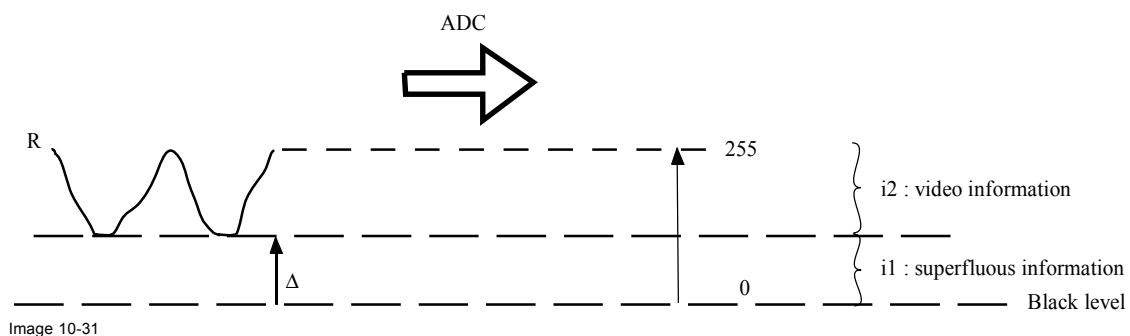 ADC
R
255
i2 : video information
Δ
i1 : superfluous information
0
Black level
Image 10-31